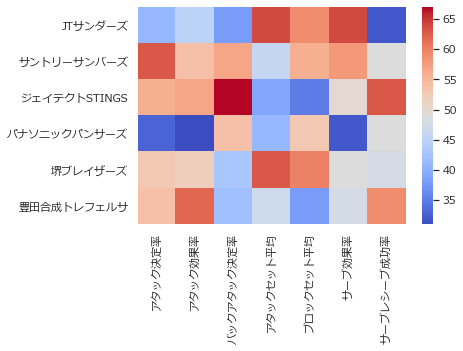 JTサンダーズ
サントリーサンバーズ
ジェイテクトSTINGS
パナソニックパンサーズ
堺ブレイザーズ
豊田合成トレフェルサ
アタック決定率
アタック効果率
バックアタック決定率
アタックセット平均
ブロックセット平均
サーブ効果率
サーブレシーブ成功率
65
60
55
50
45
40
35